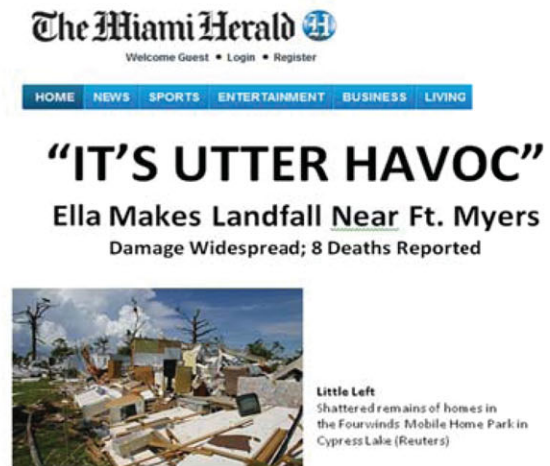 The Miami Herald H
Welcome Guest • Login • Register
HOME NEWS SPORTS ENTERTAINMENT BUSINESS LIVING
“IT’S UTTER HAVOC”
Ella Makes Landfall Near Ft. Myers
Damage Widespread; 8 Deaths Reported
Little Left
Shattered remains of homes in
the Fourwinds Mobile Home Park in
Cypress Lake (Reuters)